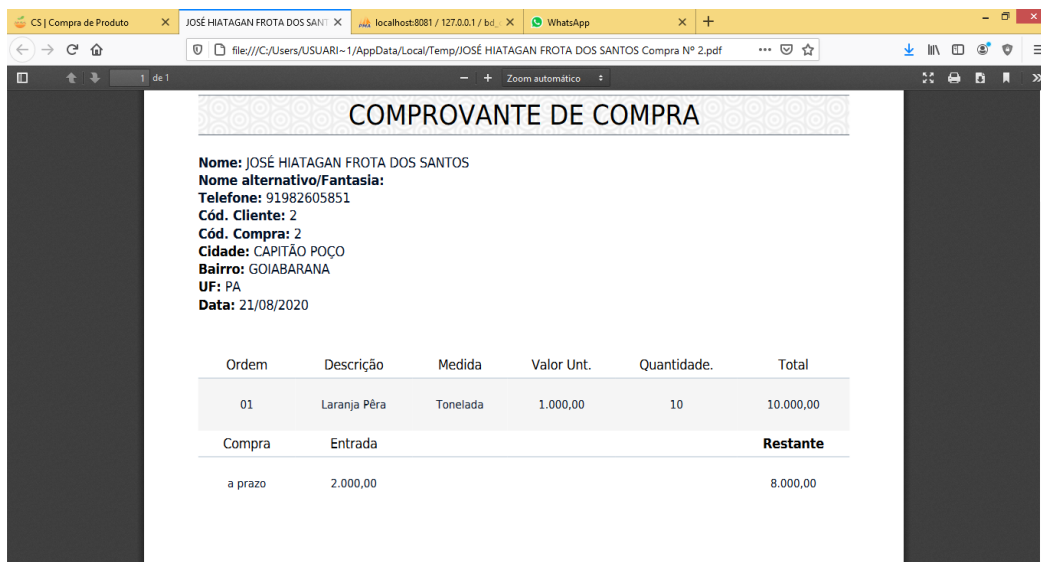 CS | Compra de Produto
JOSÉ HIATAGAN FROTA DOS SANT
localhost:8081 / 127.0.0.1 / bd_
WhatsApp
file:///C:/Users/USUARI~1/AppData/Local/Temp/JOSÉ HIATAGAN FROTA DOS SANTOS Compra Nº 2.pdf
1 de 1
Zoom automático
COMPROVANTE DE COMPRA
Nome: JOSÉ HIATAGAN FROTA DOS SANTOS
Nome alternativo/Fantasia:
Telefone: 91982605851
Cód. Cliente: 2
Cód. Compra: 2
Cidade: CAPITÃO POÇO
Bairro: GOIABARANA
UF: PA
Data: 21/08/2020
Ordem Descrição Medida Valor Unt. Quantidade. Total
01 Laranja Pêra Tonelada 1.000,00 10 10.000,00
Compra Entrada Restante
a prazo 2.000,00 8.000,00